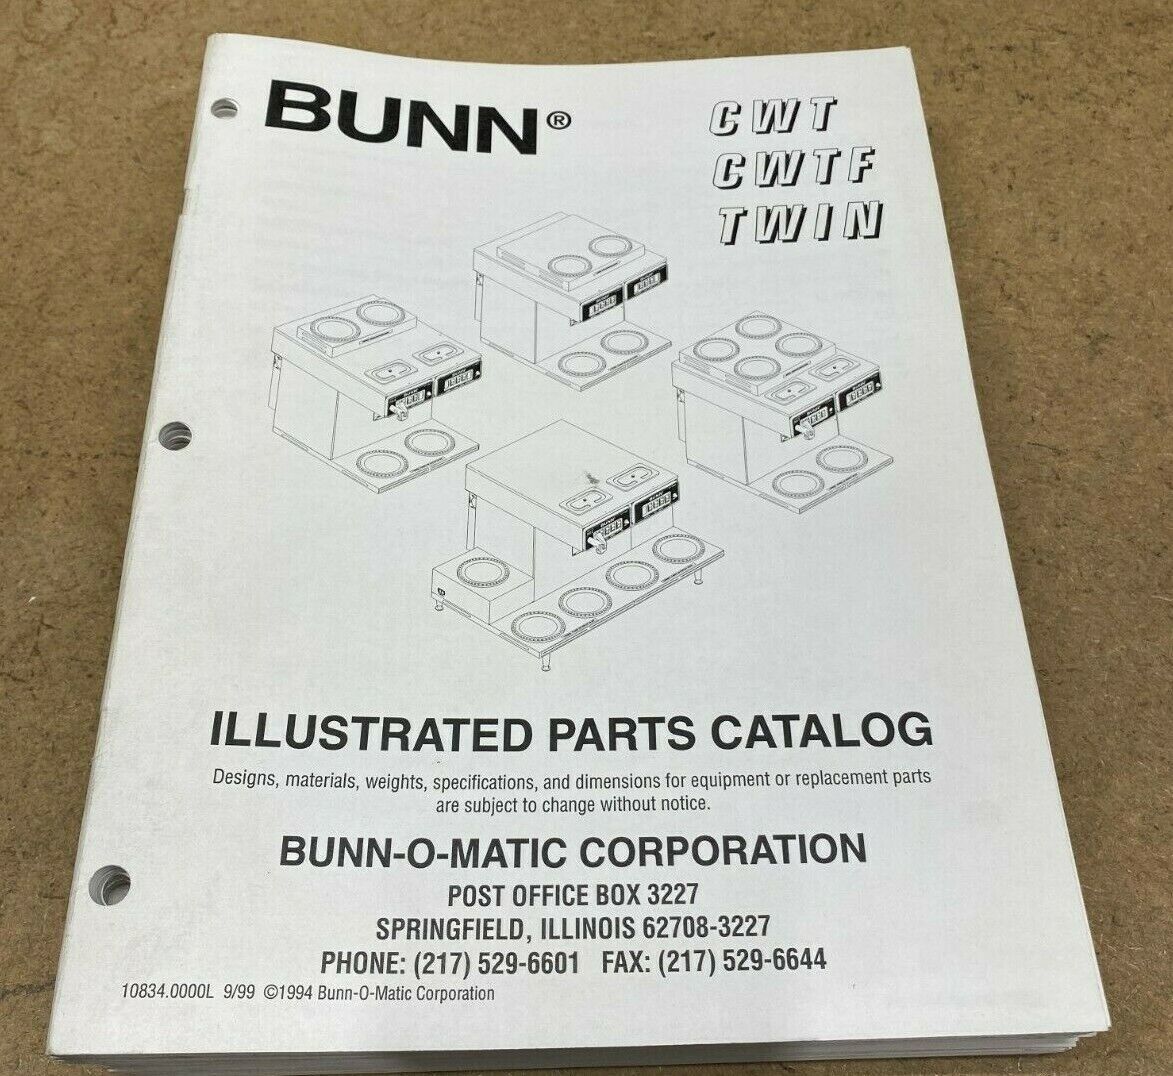 BUNN®
CWT
CWTF
TWIN
ILLUSTRATED PARTS CATALOG
Designs, materials, weights, specifications, and dimensions for equipment or replacement parts
are subject to change without notice.
BUNN-O-MATIC CORPORATION
POST OFFICE BOX 3227
SPRINGFIELD, ILLINOIS 62708-3227
PHONE: (217) 529-6601 FAX: (217) 529-6644
10834.0000L 9/99 ©1994 Bunn-O-Matic Corporation